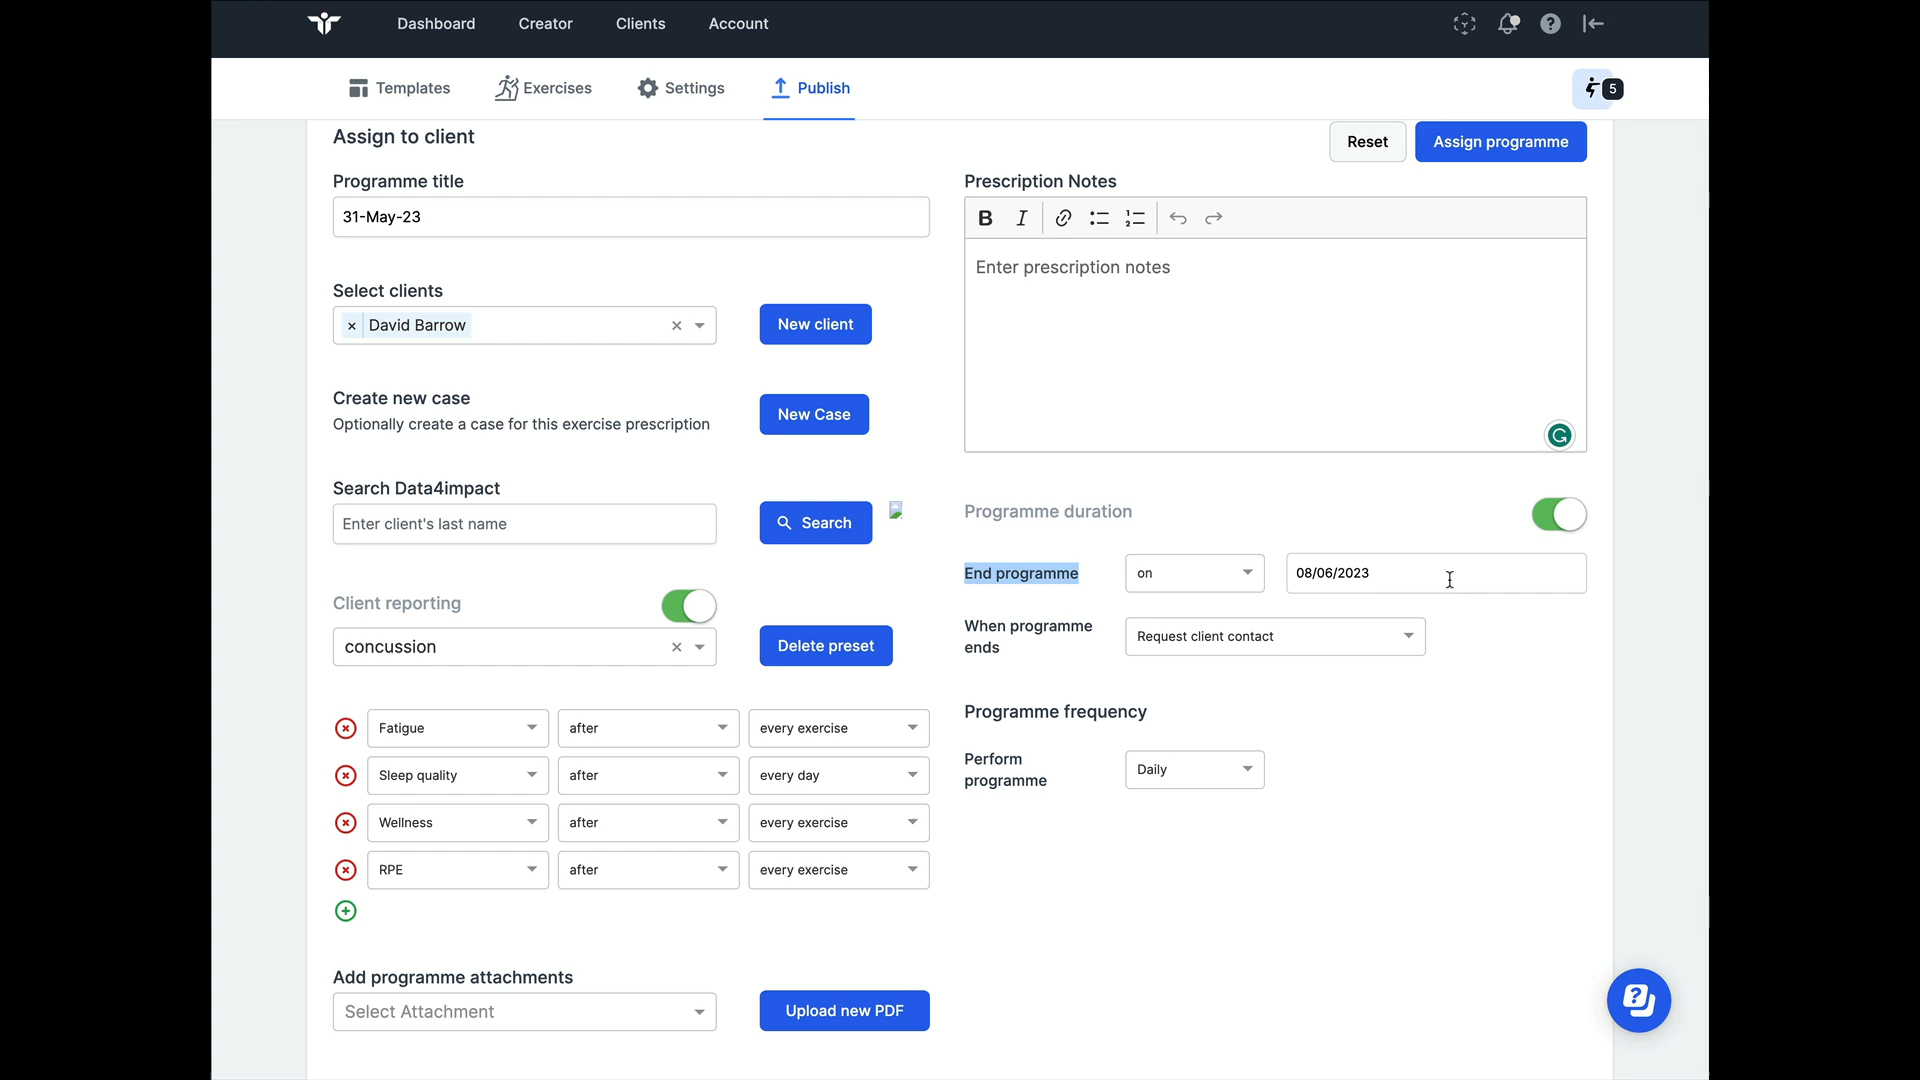 Dashboard
Creator
Clients
Account
Templates
Exercises
Settings
Publish
5
Assign to client
Reset
Assign programme
Programme title
31-May-23
Select clients
× David Barrow
New client
Create new case
Optionally create a case for this exercise prescription
New Case
Search Data4impact
Enter client's last name
Search
Client reporting
concussion
Delete preset
Fatigue after every exercise
Sleep quality after every day
Wellness after every exercise
RPE after every exercise
Add programme attachments
Select Attachment
Upload new PDF
Prescription Notes
B I
Enter prescription notes
Programme duration
End programme on 08/06/2023
When programme
ends
Request client contact
Programme frequency
Perform
programme
Daily